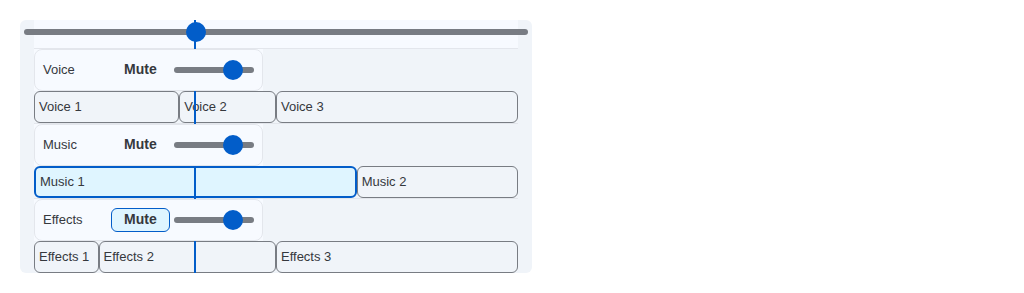 Voice Mute
Voice 1 Voice 2 Voice 3
Music Mute
Music 1 Music 2
Effects Mute
Effects 1 Effects 2 Effects 3